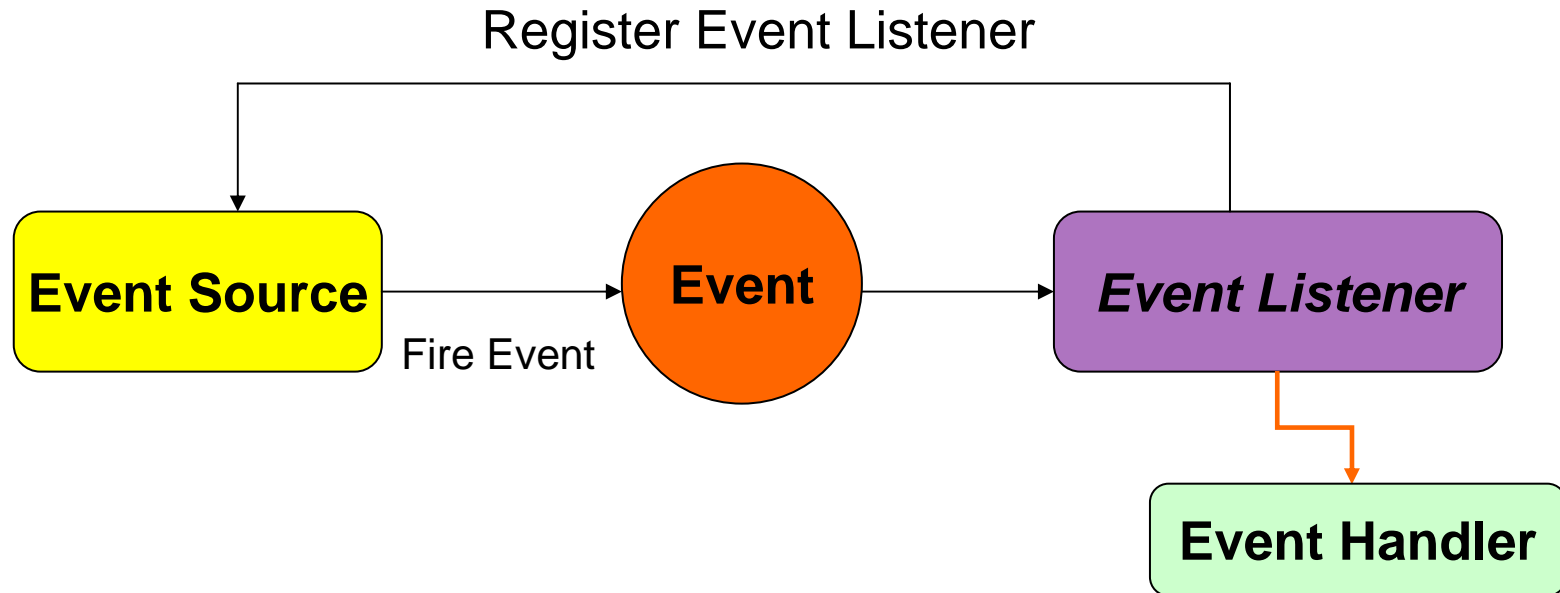 Register Event Listener
Event Source
Fire Event
Event
Event Listener
Event Handler